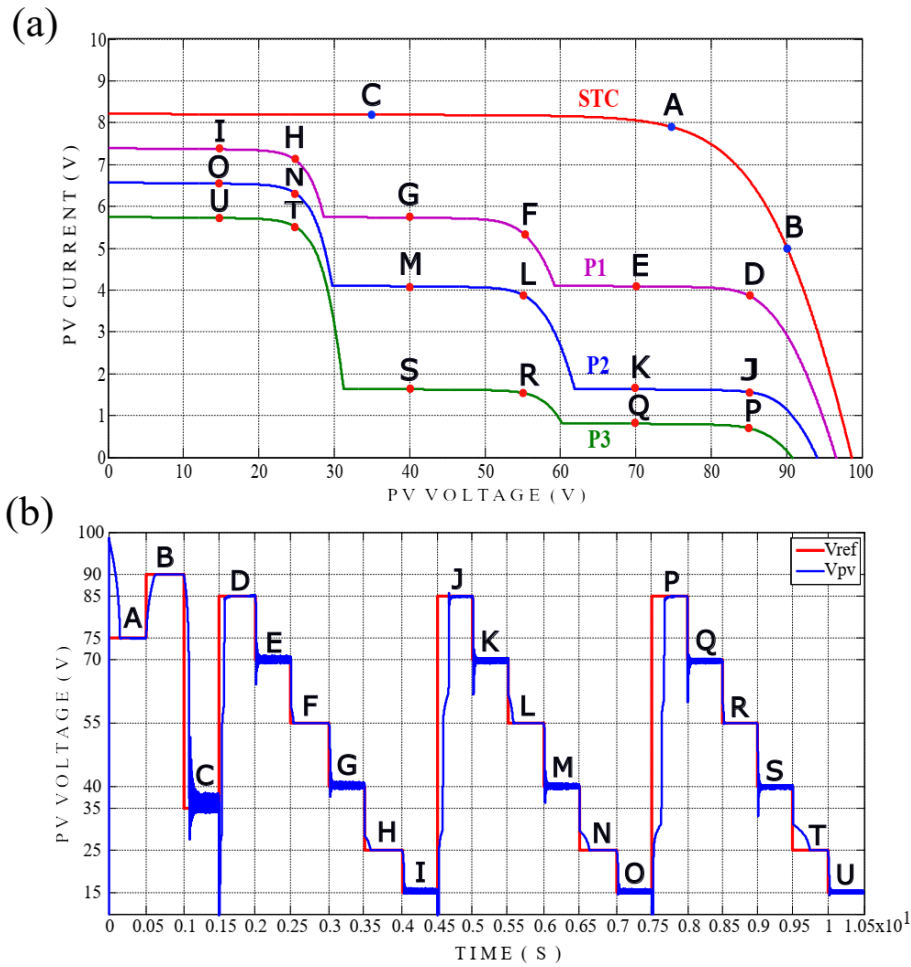 (a)
10
9
8
7
6
5
4
3
2
1
0
PV CURRENT ( V )
C STC A
I H
O N
U T
G F B
M L P1 E D
P2 K J
S R Q P
P3
0 10 20 30 40 50 60 70 80 90 100
PV VOLTAGE ( V )
(b)
100
90
85
75
70
55
40
35
25
15
PV VOLTAGE ( V )
Vref
Vpv
B D J P
A E K Q
F L R
C G M S
H N T
I O U
0 0.05 0.1 0.15 0.2 0.25 0.3 0.35 0.4 0.45 0.5 0.55 0.6 0.65 0.7 0.75 0.8 0.85 0.9 0.95 1 1.05x10¹
TIME ( S )